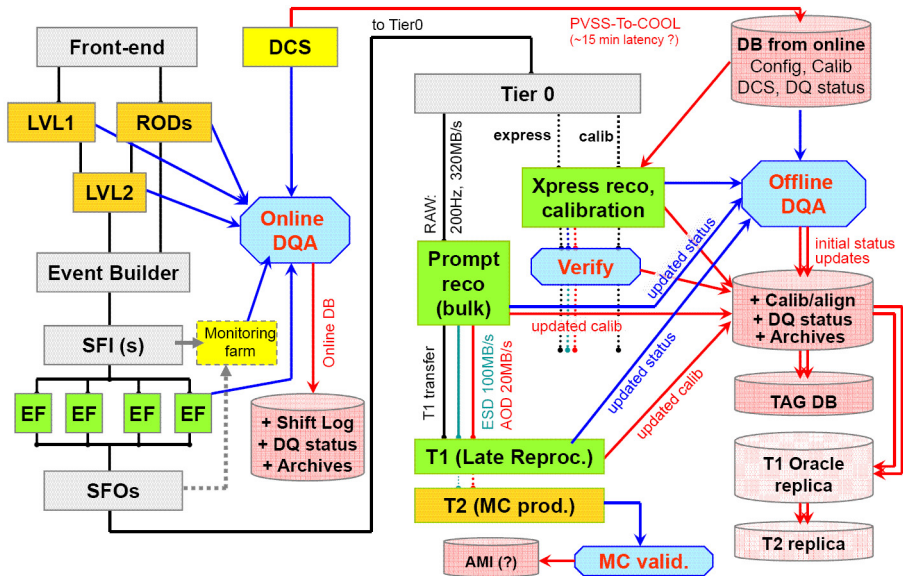 to Tier0
PVSS-To-COOL
(~15 min latency ?)
Front-end
DCS
DB from online
Config, Calib
DCS, DQ status
Tier 0
LVL1
RODs
express
calib
RAW:
200Hz, 320MB/s
LVL2
Xpress reco,
calibration
Offline
DQA
Online
DQA
initial status
updates
Event Builder
Prompt
reco
(bulk)
Verify
updated status
+ Calib/align
+ DQ status
+ Archives
SFI (s)
Monitoring
farm
Online DB
updated calib
T1 transfer
ESD 100MB/s
AOD 20MB/s
updated status
updated calib
EF
EF
EF
EF
TAG DB
+ Shift Log
+ DQ status
+ Archives
T1 (Late Reproc.)
T1 Oracle
replica
SFOs
T2 (MC prod.)
T2 replica
AMI (?)
MC valid.